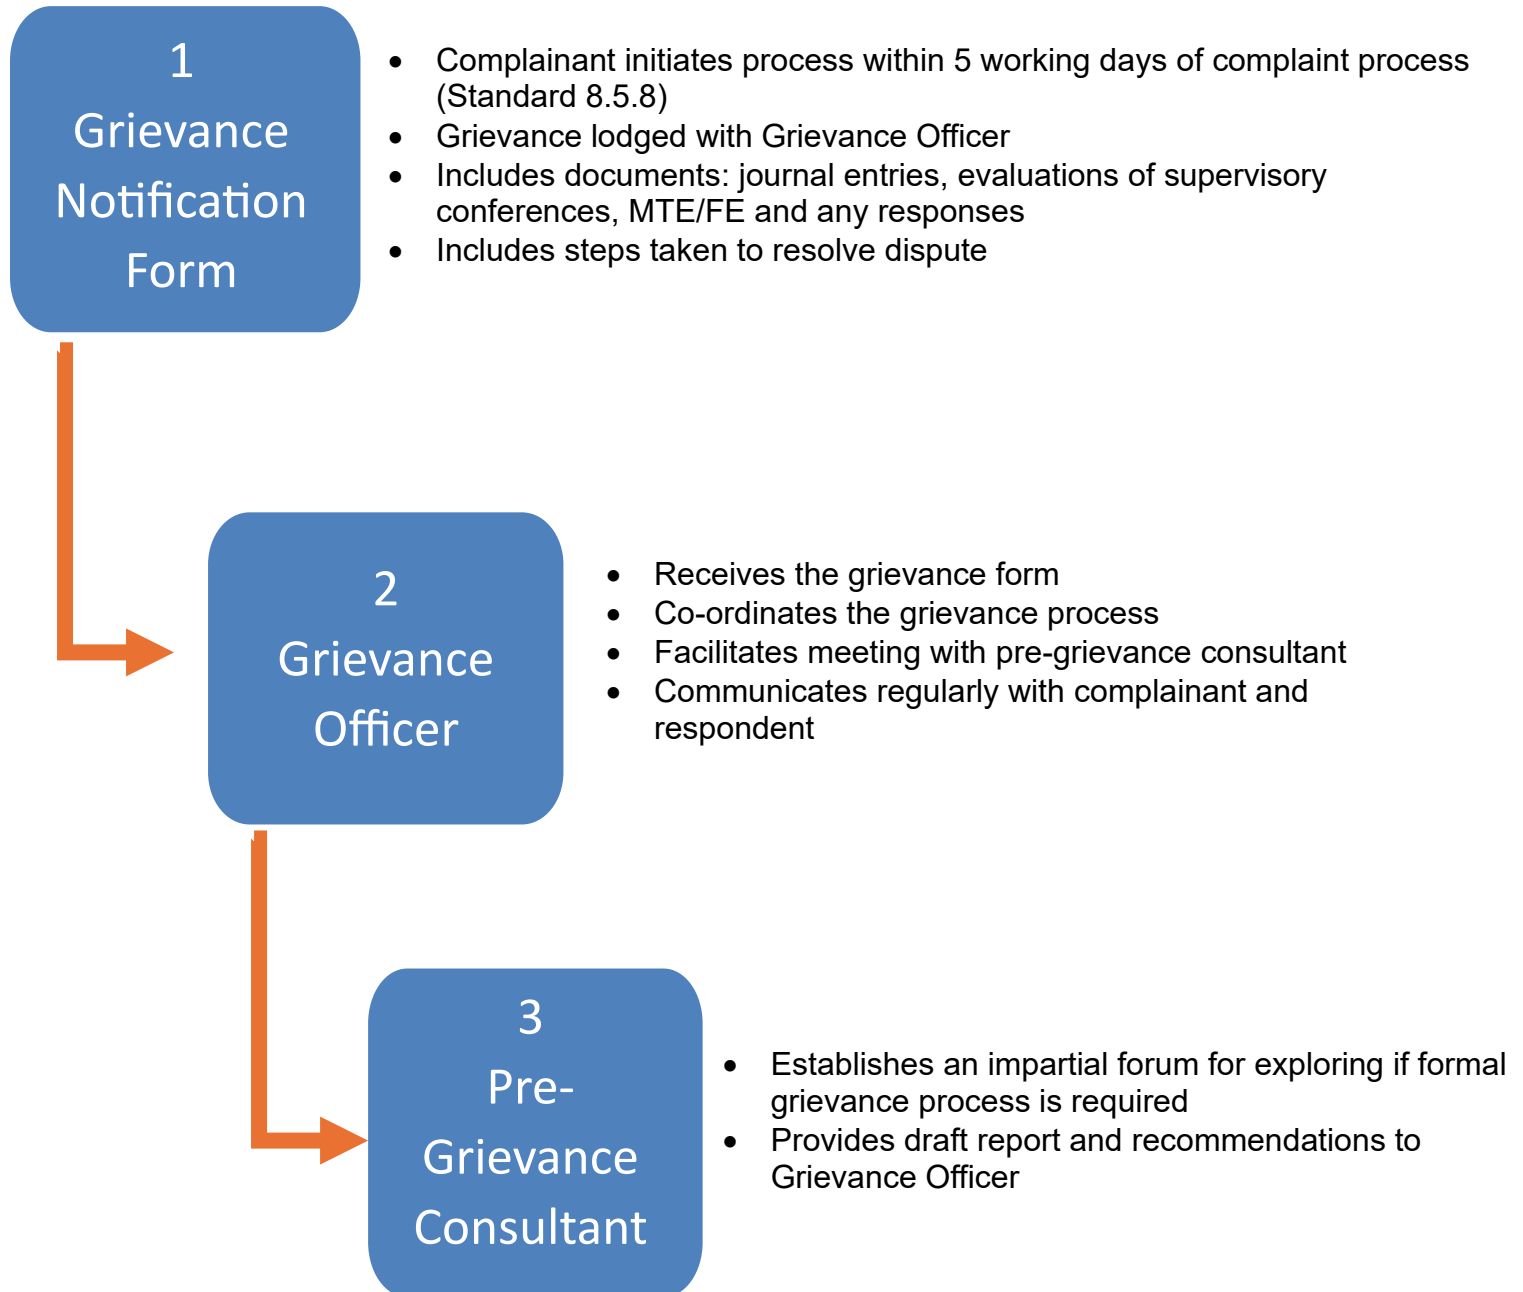 1
Grievance
Notification
Form
• Complainant initiates process within 5 working days of complaint process
(Standard 8.5.8)
• Grievance lodged with Grievance Officer
• Includes documents: journal entries, evaluations of supervisory
conferences, MTE/FE and any responses
• Includes steps taken to resolve dispute
2
Grievance
Officer
• Receives the grievance form
• Co-ordinates the grievance process
• Facilitates meeting with pre-grievance consultant
• Communicates regularly with complainant and
respondent
3
Pre-
Grievance
Consultant
• Establishes an impartial forum for exploring if formal
grievance process is required
• Provides draft report and recommendations to
Grievance Officer